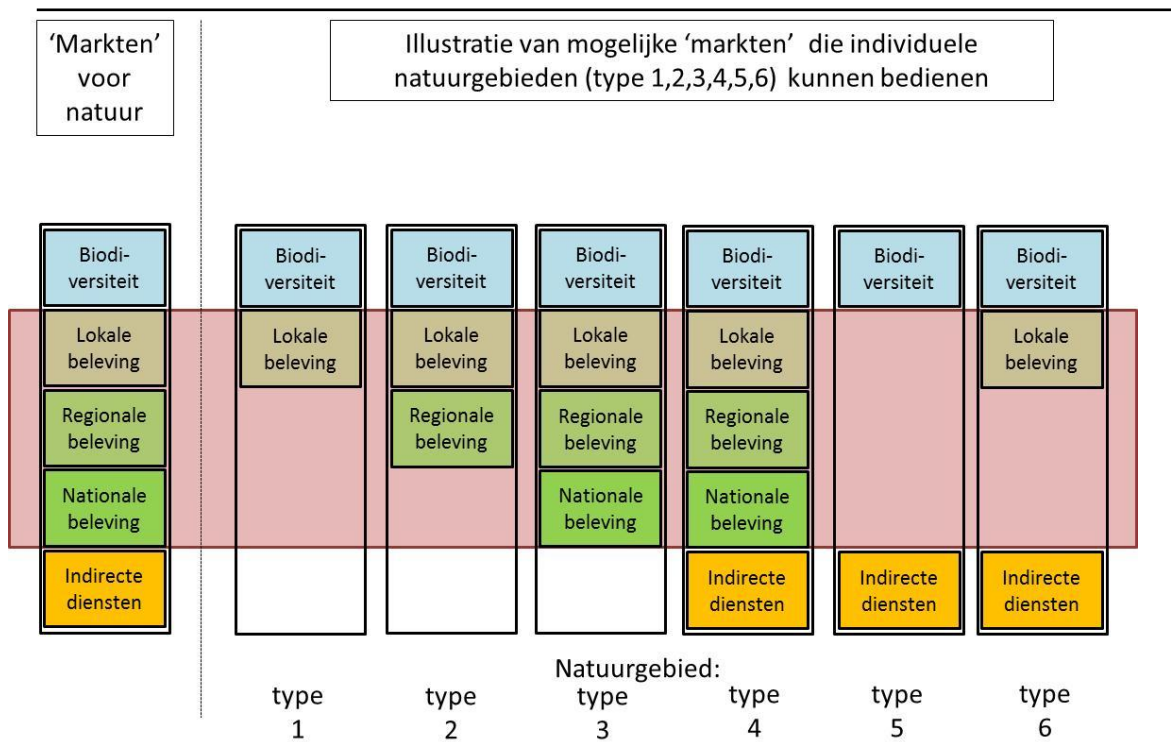 ‘Markten’
voor
natuur
Illustratie van mogelijke ‘markten’ die individuele
natuurgebieden (type 1,2,3,4,5,6) kunnen bedienen
Biodi-
versiteit
Lokale
beleving
Regionale
beleving
Nationale
beleving
Indirecte
diensten
Biodi-
versiteit
Lokale
beleving
Biodi-
versiteit
Lokale
beleving
Regionale
beleving
Biodi-
versiteit
Lokale
beleving
Regionale
beleving
Nationale
beleving
Biodi-
versiteit
Lokale
beleving
Regionale
beleving
Nationale
beleving
Indirecte
diensten
Biodi-
versiteit
Indirecte
diensten
Biodi-
versiteit
Lokale
beleving
Indirecte
diensten
Natuurgebied:
type
1
type
2
type
3
type
4
type
5
type
6